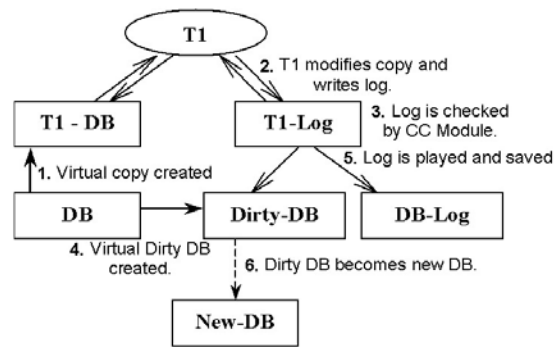 T1
2. T1 modifies copy and
writes log.
T1 - DB
T1-Log
3. Log is checked
by CC Module.
1. Virtual copy created
5. Log is played and saved
DB
Dirty-DB
DB-Log
4. Virtual Dirty DB
created.
6. Dirty DB becomes new DB.
New-DB